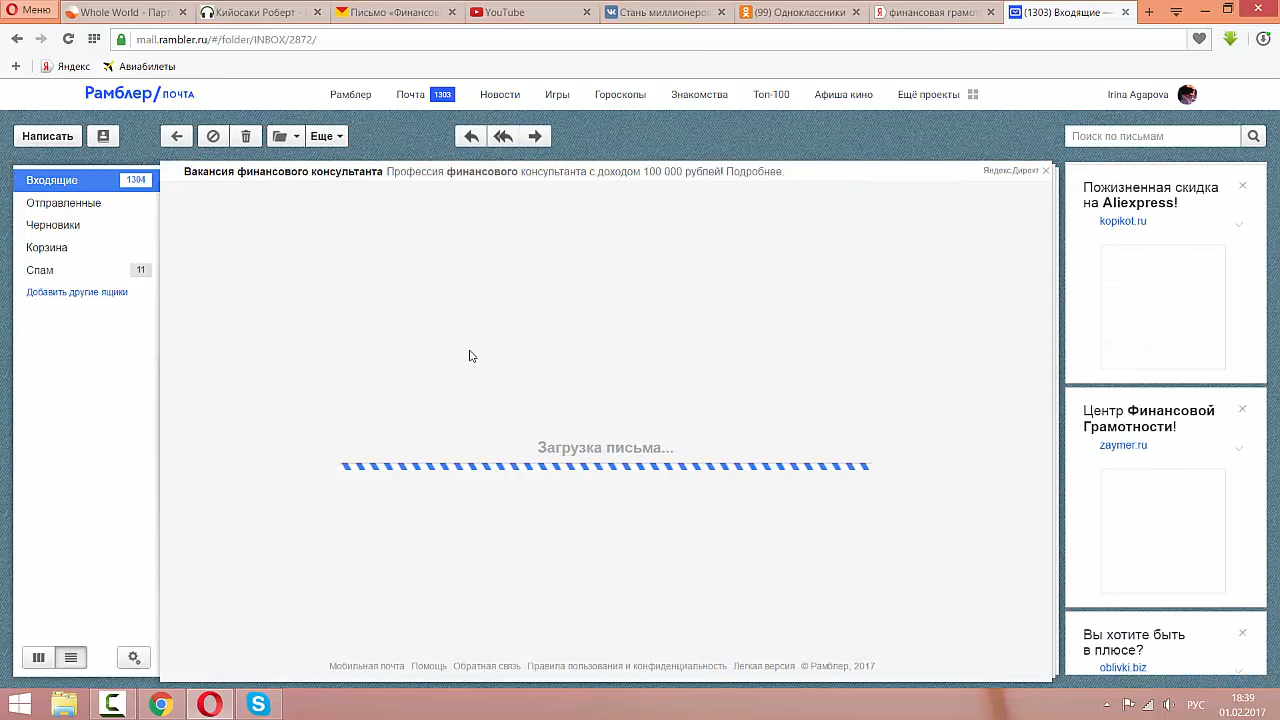 Меню
Whole World - Парт
Кийосаки Роберт -
Письмо «Финансов
YouTube
Стань миллионеро
(99) Одноклассники
финансовая грамот
(1303) Входящие —
mail.rambler.ru/#/folder/INBOX/2872/
Яндекс
Авиабилеты
Рамблер/ПОЧТА
Рамблер
Почта 1303
Новости
Игры
Гороскопы
Знакомства
Топ-100
Афиша кино
Ещё проекты
Irina Agapova
Написать
Еще
Поиск по письмам
Входящие 1304
Отправленные
Черновики
Корзина
Спам 11
Добавить другие ящики
Вакансия финансового консультанта Профессия финансового консультанта с доходом 100 000 рублей! Подробнее.
Яндекс.Директ
Загрузка письма...
Пожизненная скидка
на Aliexpress!
kopikot.ru
Центр Финансовой
Грамотности!
zaymer.ru
Вы хотите быть
в плюсе?
oblivki.biz
Мобильная почта
Помощь
Обратная связь
Правила пользования и конфиденциальность
Легкая версия
© Рамблер, 2017
РУС
18:39
01.02.2017